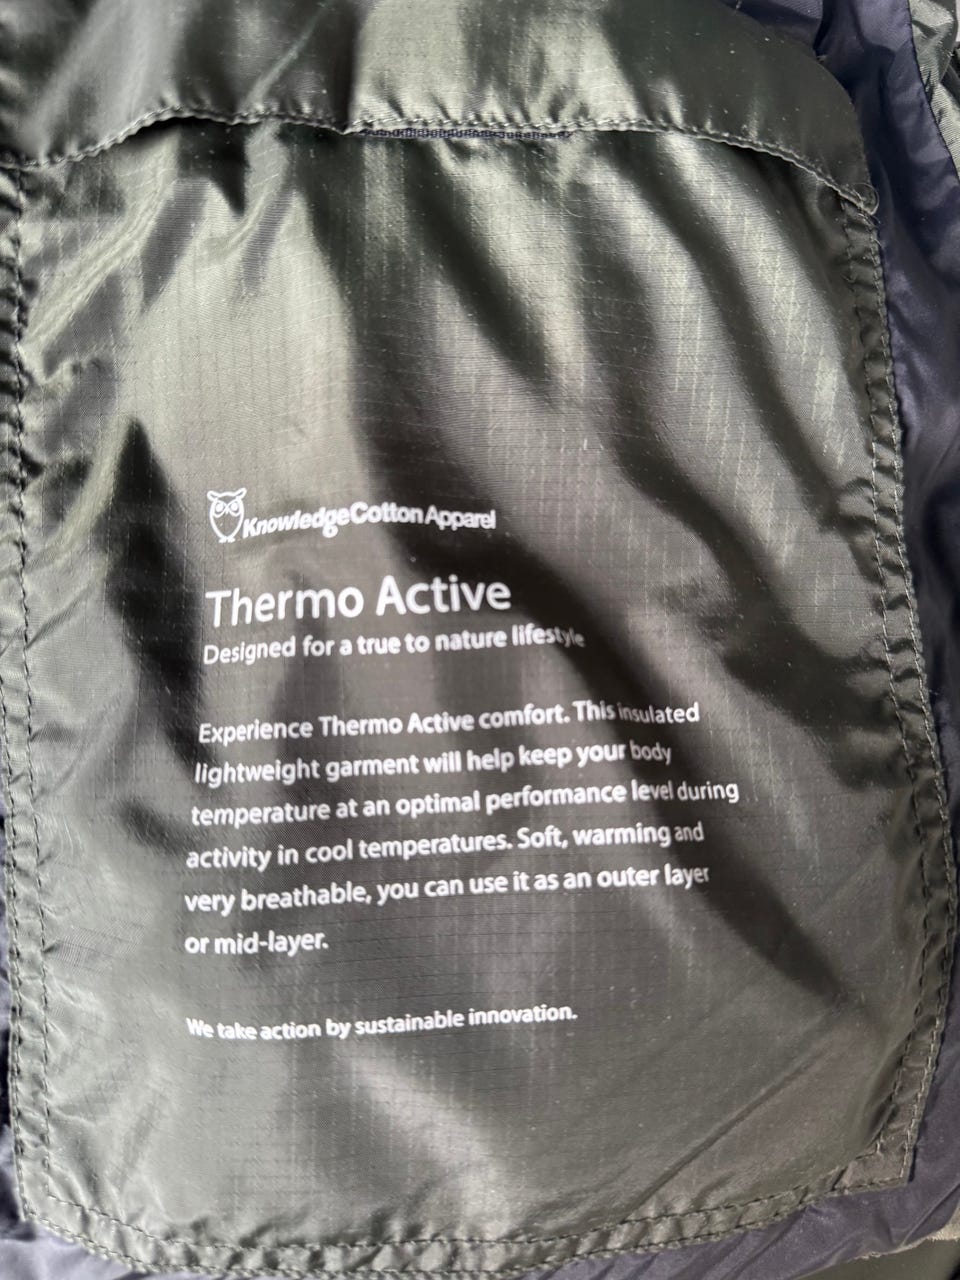 KnowledgeCotton Apparel
Thermo Active
Designed for a true to nature lifestyle
Experience Thermo Active comfort. This insulated
lightweight garment will help keep your body
temperature at an optimal performance level during
activity in cool temperatures. Soft, warming and
very breathable, you can use it as an outer layer
or mid-layer.
We take action by sustainable innovation.